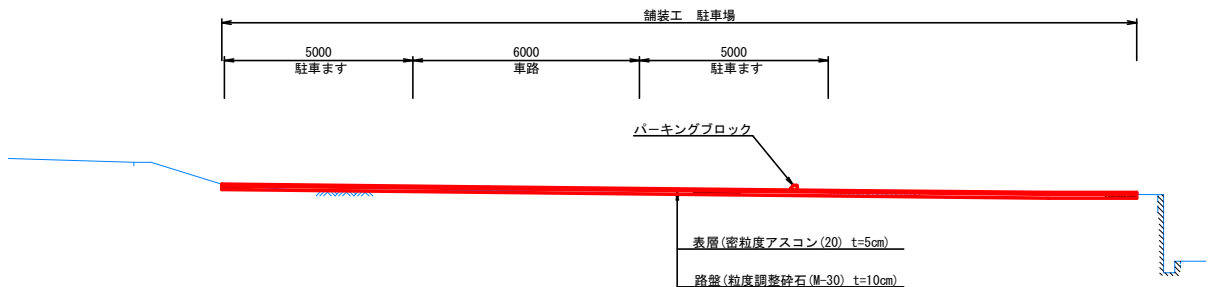 舗装工　駐車場
5000
駐車ます
6000
車路
5000
駐車ます
パーキングブロック
表層(密粒度アスコン(20) t=5cm)
路盤(粒度調整砕石(M-30) t=10cm)